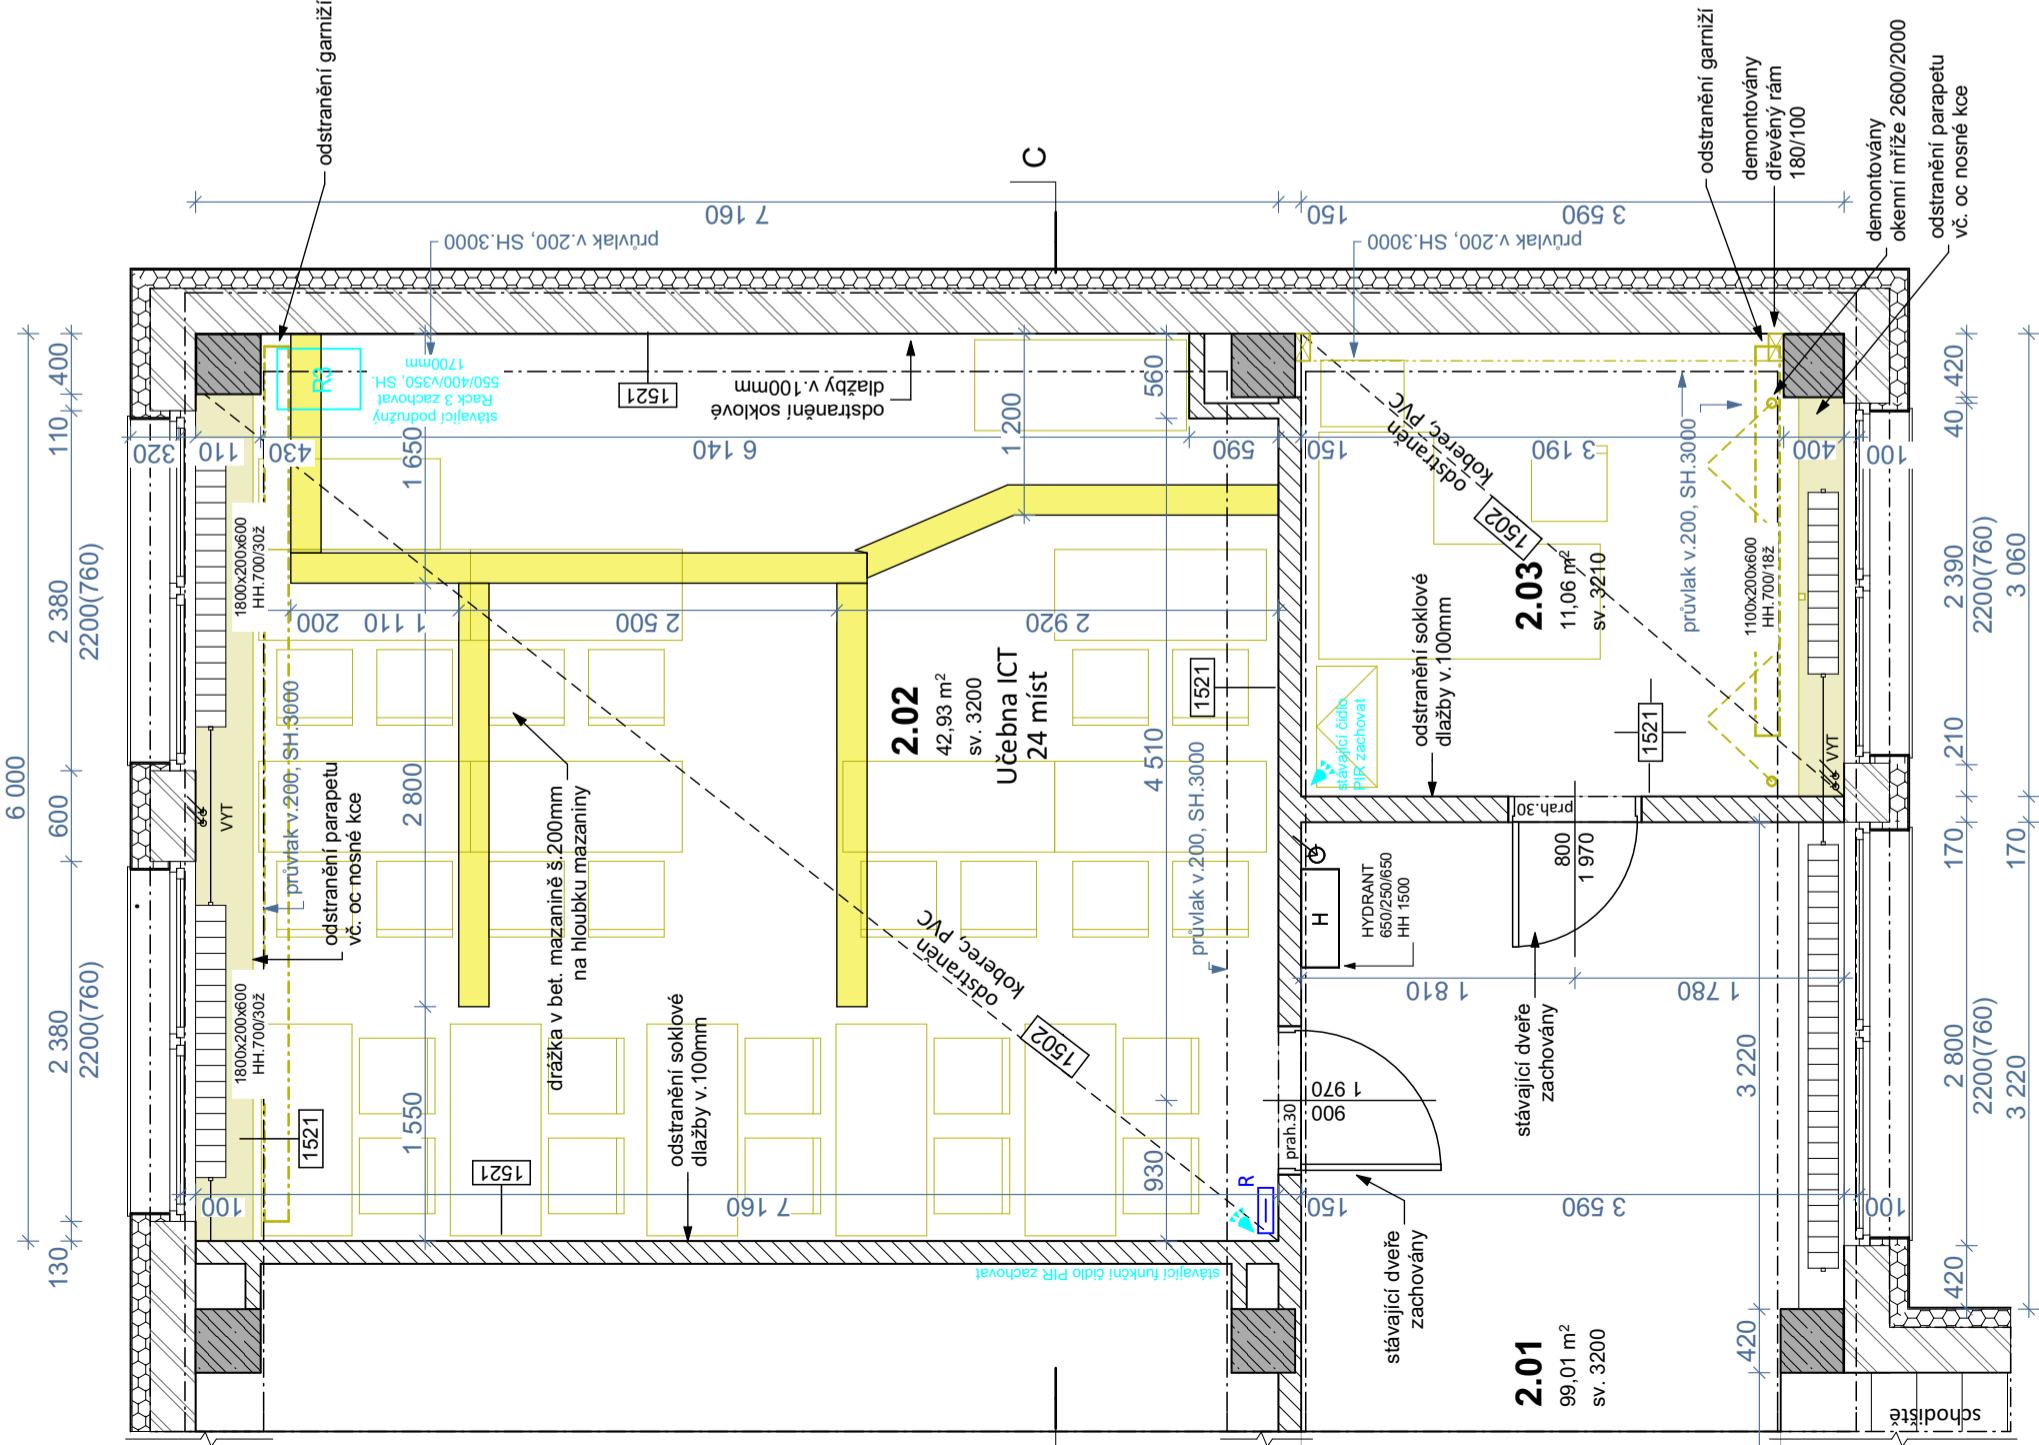 odstranění garniží
6 000
400
110
2 380
2200(760)
600
2 380
2200(760)
130
320
110
430
1800x200x600
HH.700/30ž
1800x200x600
HH.700/30ž
VYT
R3
stávající podružný
Rack 3 zachovat
550/400/v350, SH.
1700mm
průvlak v.200, SH.3000
7 160
C
1 650
6 140
1521
odstranění soklové
dlažby v.100mm
1 200
560
590
200
1 110
2 500
2 920
průvlak v.200, SH.3000
odstranění parapetu
vč. oc nosné kce
2 800
drážka v bet. mazanině š.200mm
na hloubku mazaniny
2.02
42,93 m²
sv. 3200
Učebna ICT
24 míst
1521
4 510
průvlak v.200, SH.3000
odstraněn
koberec, PVC
1502
1 550
odstranění soklové
dlažby v.100mm
1521
1521
100
7 160
930
R
stávající funkční čidlo PIR zachovat
150
3 590
průvlak v.200, SH.3000
150
3 190
400
100
odstraněn
koberec, PVC
1502
2.03
11,06 m²
sv. 3210
průvlak v.200, SH.3000
1100x200x600
HH.700/18ž
odstranění soklové
dlažby v.100mm
stávající čidlo
PIR zachovat
1521
VYT
prah.30
800
1 970
H
HYDRANT
650/250/650
HH 1500
1 810
1 780
stávající dveře
zachovány
prah.30
900
1 970
150
3 590
100
stávající dveře
zachovány
3 220
420
2.01
99,01 m²
sv. 3200
schodiště
odstranění garniží
demontovány
dřevěný rám
180/100
demontovány
okenní mříže 2600/2000
odstranění parapetu
vč. oc nosné kce
420
40
2 390
2200(760)
3 060
210
170
170
2 800
2200(760)
3 220
420